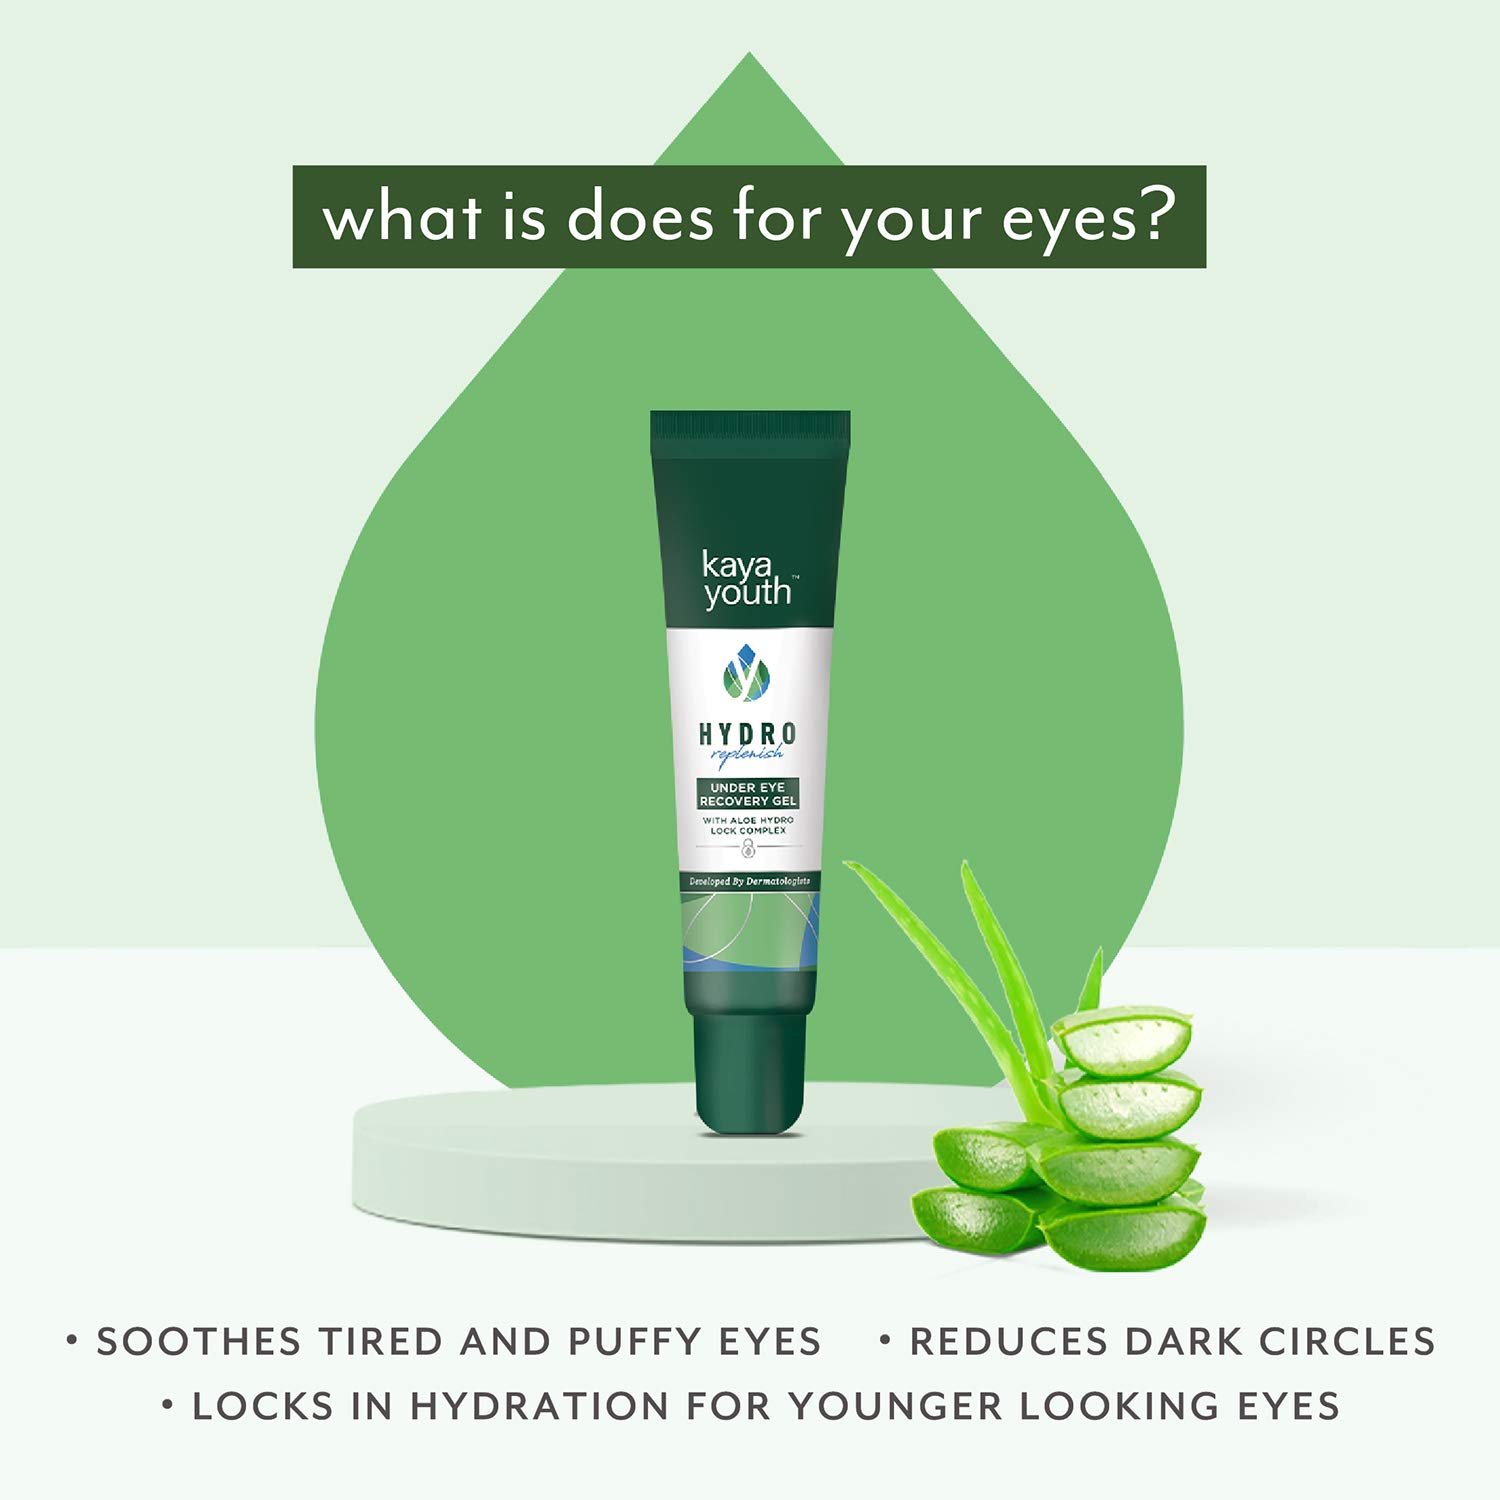 what is does for your eyes?
kaya
youth™
y
HYDRO
replenish
UNDER EYE
RECOVERY GEL
WITH ALOE HYDRO
LOCK COMPLEX
Developed By Dermatologists
• SOOTHES TIRED AND PUFFY EYES • REDUCES DARK CIRCLES
• LOCKS IN HYDRATION FOR YOUNGER LOOKING EYES